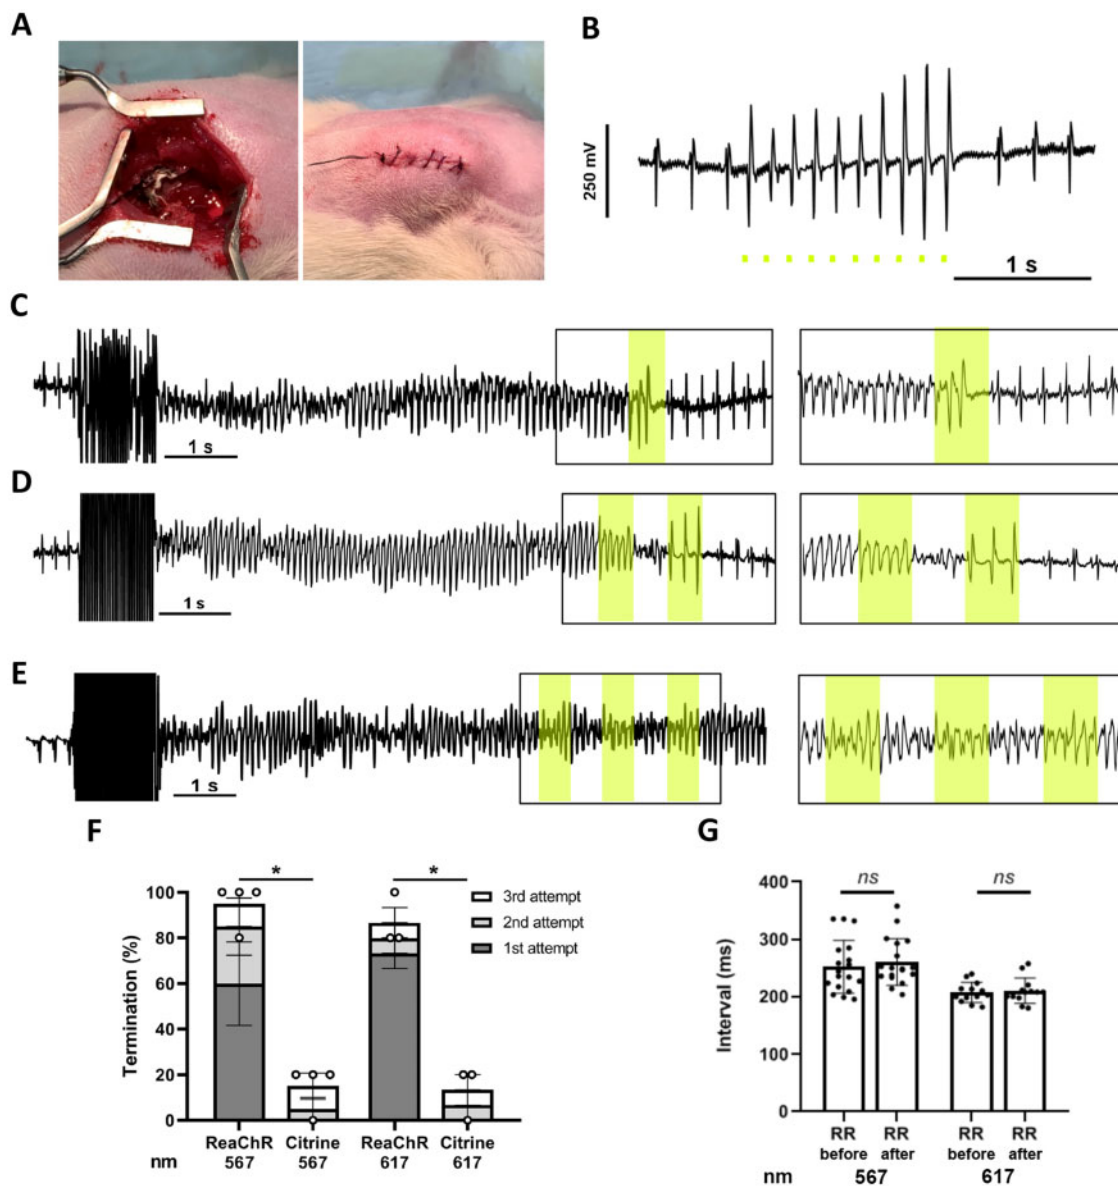 A
B
250 mV
1 s
C
1 s
D
1 s
E
1 s
F
Termination (%)
100
80
60
40
20
0
*
*
3rd attempt
2nd attempt
1st attempt
ReaChR Citrine ReaChR Citrine
nm 567 567 617 617
G
Interval (ms)
400
300
200
100
0
ns
ns
RR RR RR RR
before after before after
nm 567 617